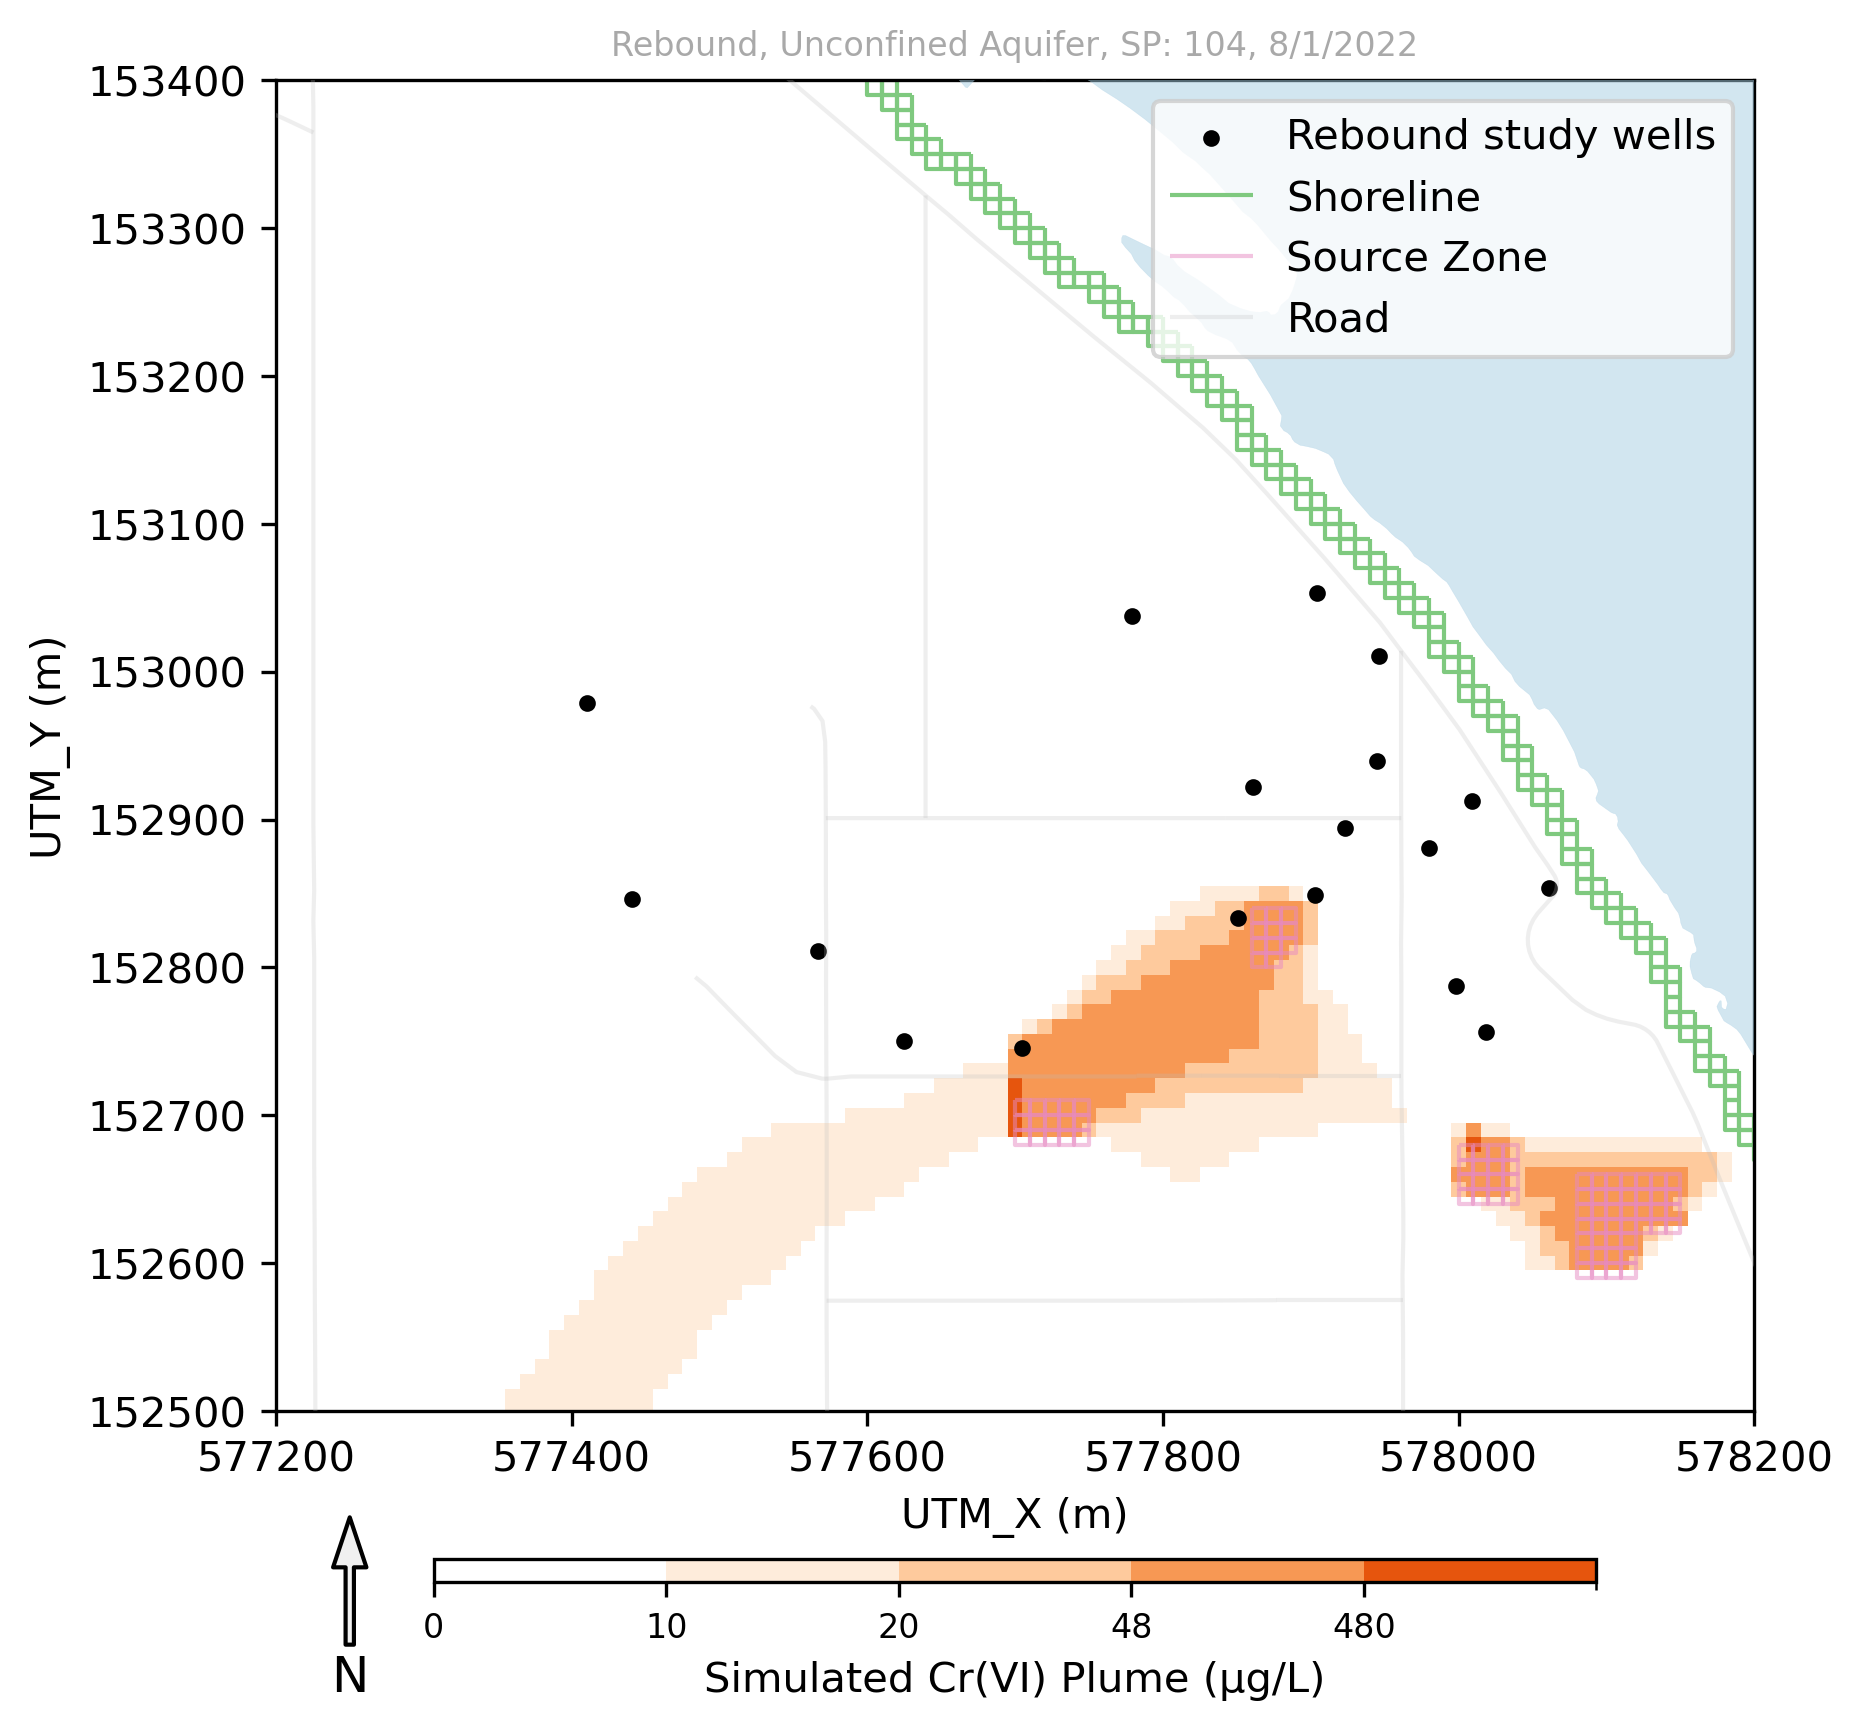 Rebound, Unconfined Aquifer, SP: 104, 8/1/2022
153400
153300
153200
153100
153000
152900
152800
152700
152600
152500
UTM_Y (m)
Rebound study wells
Shoreline
Source Zone
Road
577200 577400 577600 577800 578000 578200
UTM_X (m)
N
0 10 20 48 480
Simulated Cr(VI) Plume (μg/L)